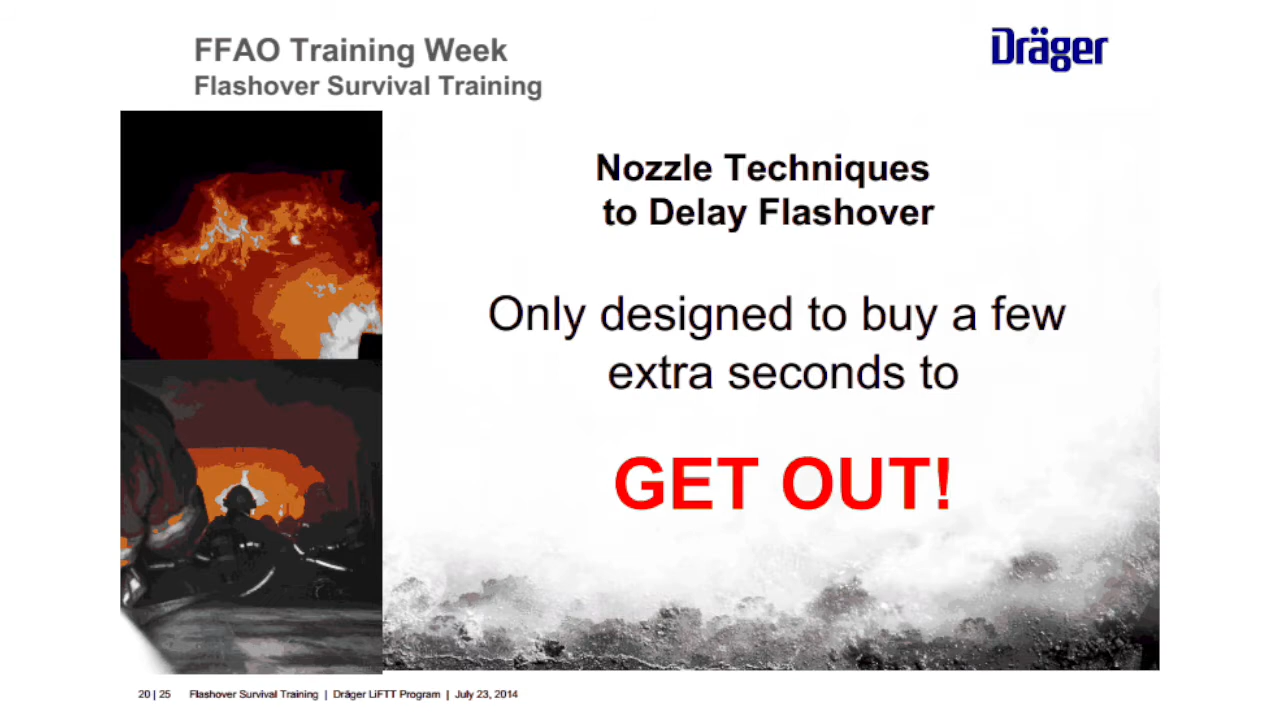 FFAO Training Week
Flashover Survival Training
Dräger
Nozzle Techniques
to Delay Flashover
Only designed to buy a few
extra seconds to
GET OUT!
20 | 25 Flashover Survival Training | Dräger LiFTT Program | July 23, 2014